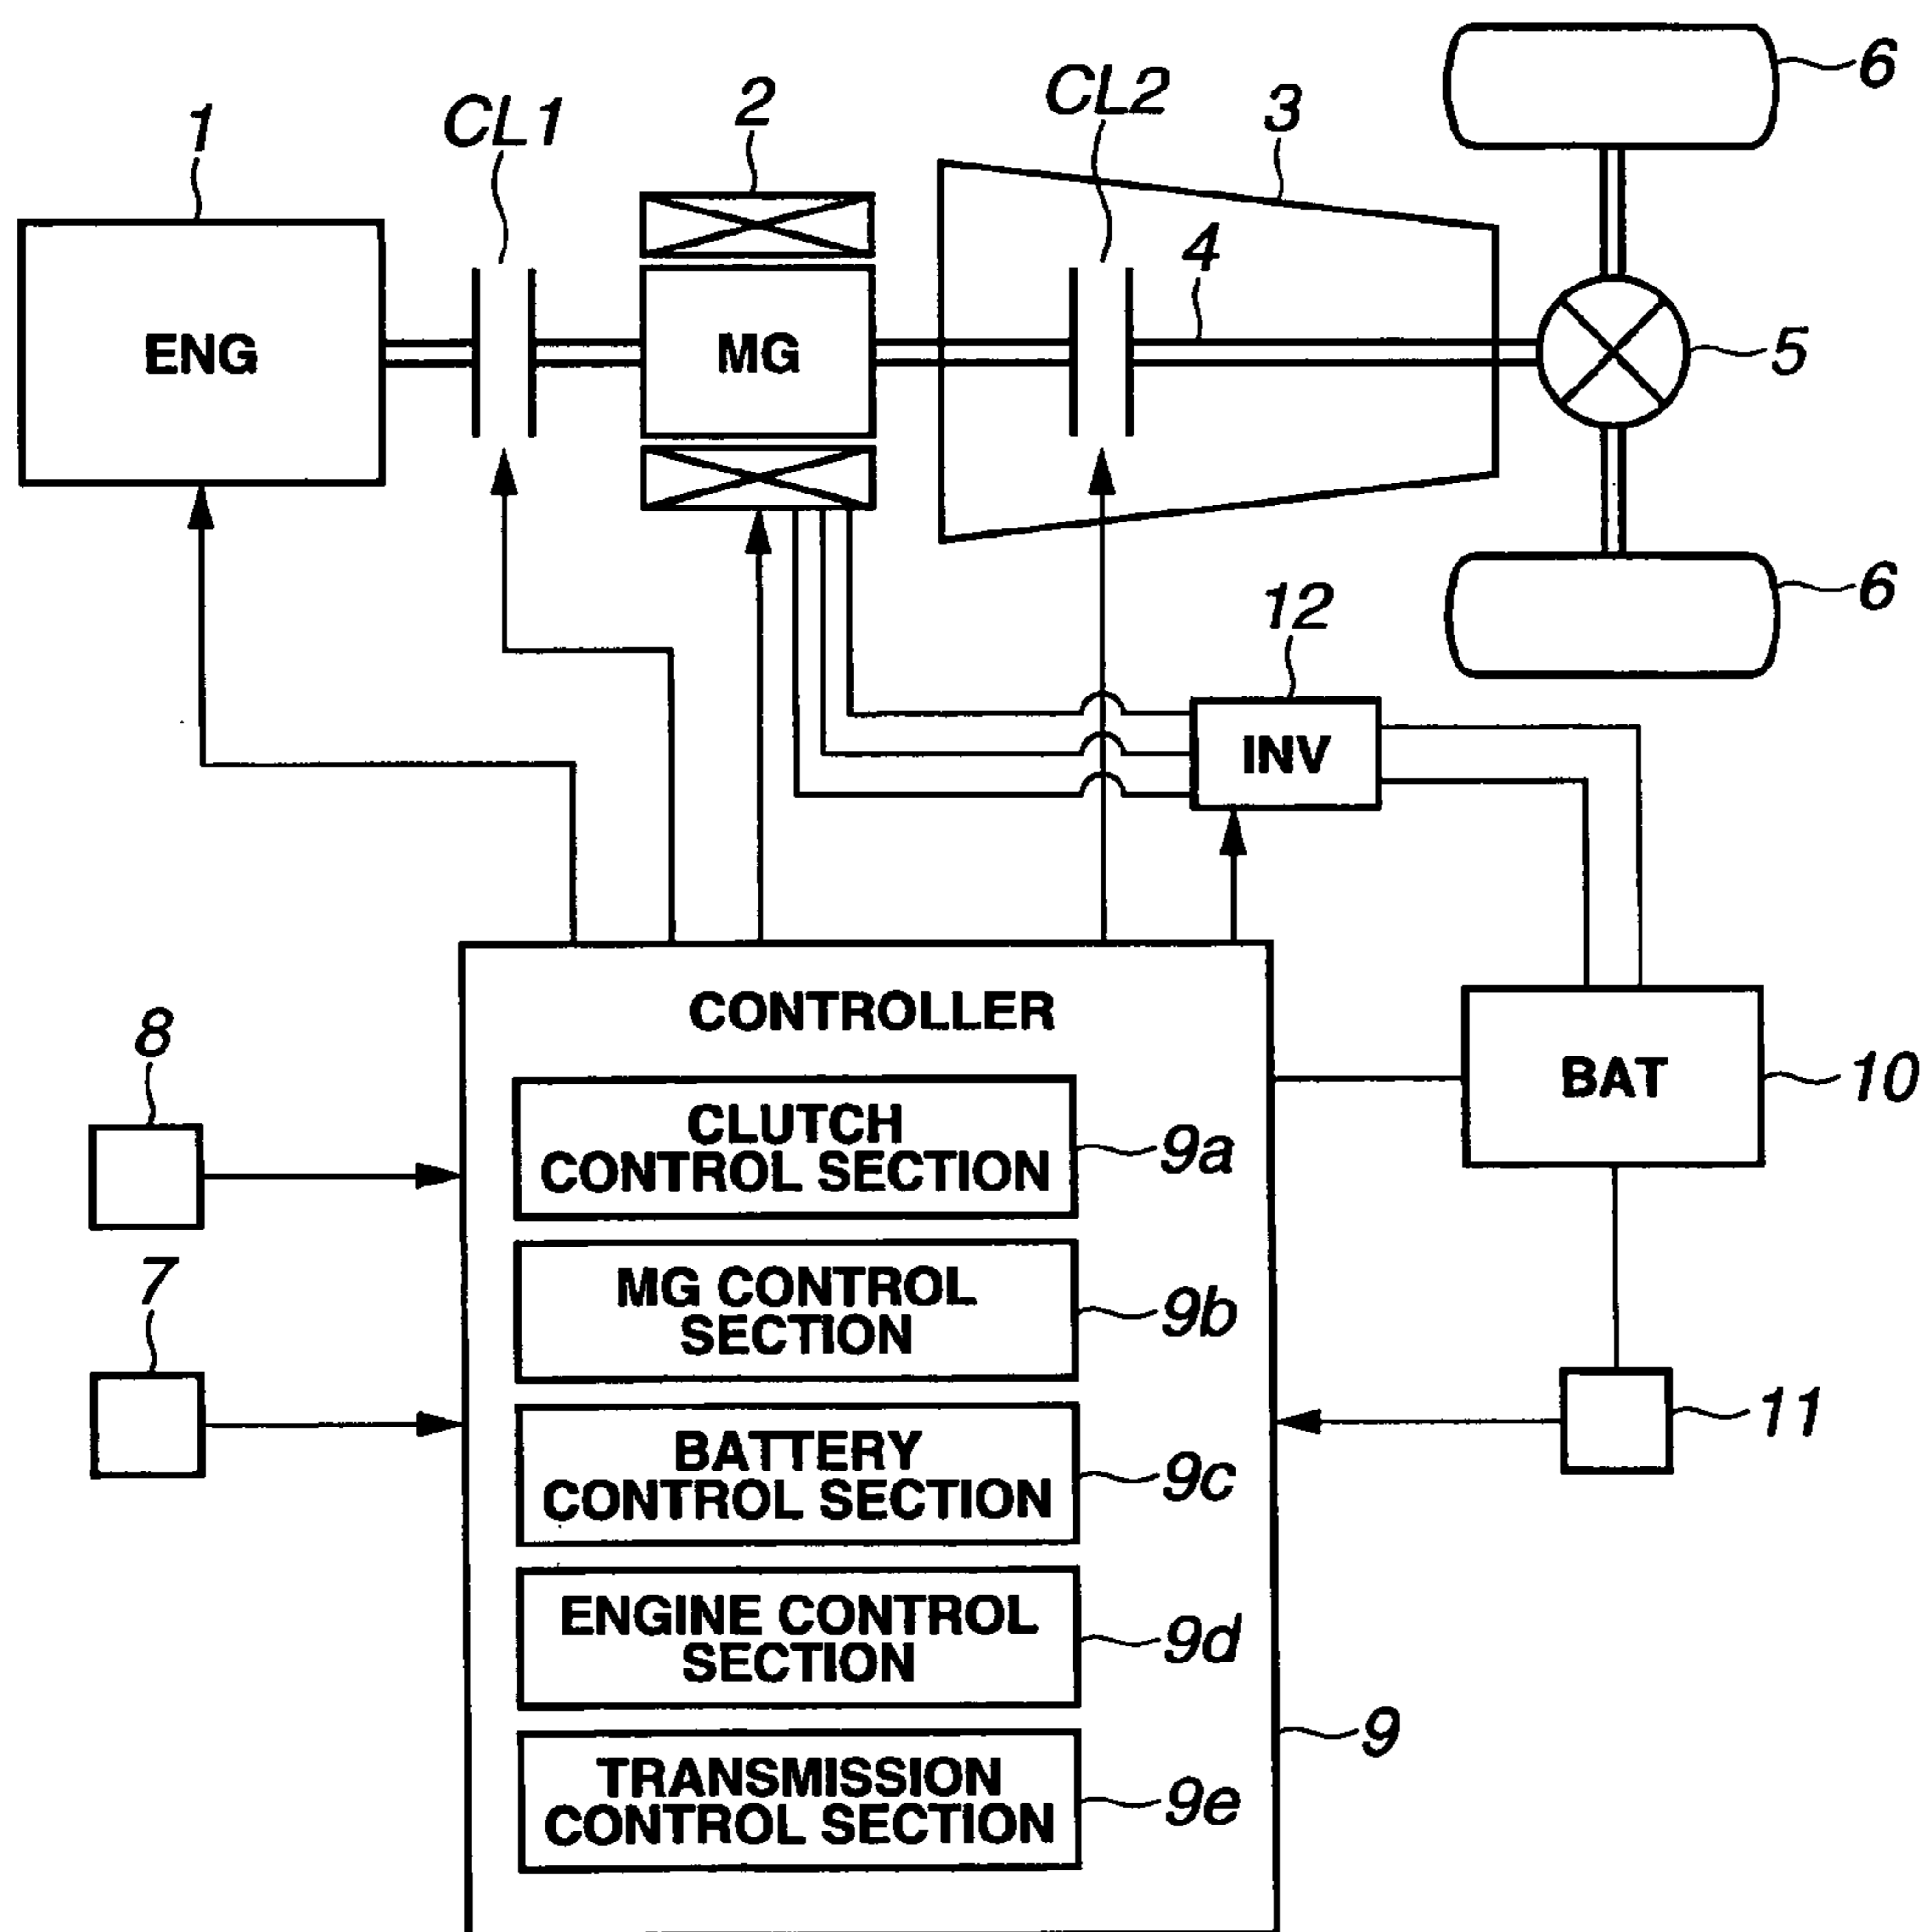 6
CL2
3
2
CL1
1
4
ENG
MG
5
6
12
INV
CONTROLLER
8
BAT
10
CLUTCH
CONTROL SECTION
9a
7
MG CONTROL
SECTION
9b
11
BATTERY
CONTROL SECTION
9c
ENGINE CONTROL
SECTION
9d
9
TRANSMISSION
CONTROL SECTION
9e